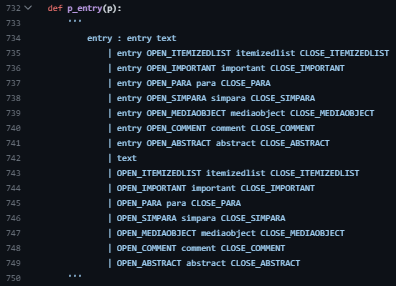 732 def p_entry(p):
733 '''
734 entry : entry text
735 | entry OPEN_ITEMIZEDLIST itemizedlist CLOSE_ITEMIZEDLIST
736 | entry OPEN_IMPORTANT important CLOSE_IMPORTANT
737 | entry OPEN_PARA para CLOSE_PARA
738 | entry OPEN_SIMPARA simpara CLOSE_SIMPARA
739 | entry OPEN_MEDIAOBJECT mediaobject CLOSE_MEDIAOBJECT
740 | entry OPEN_COMMENT comment CLOSE_COMMENT
741 | entry OPEN_ABSTRACT abstract CLOSE_ABSTRACT
742 | text
743 | OPEN_ITEMIZEDLIST itemizedlist CLOSE_ITEMIZEDLIST
744 | OPEN_IMPORTANT important CLOSE_IMPORTANT
745 | OPEN_PARA para CLOSE_PARA
746 | OPEN_SIMPARA simpara CLOSE_SIMPARA
747 | OPEN_MEDIAOBJECT mediaobject CLOSE_MEDIAOBJECT
748 | OPEN_COMMENT comment CLOSE_COMMENT
749 | OPEN_ABSTRACT abstract CLOSE_ABSTRACT
750 '''